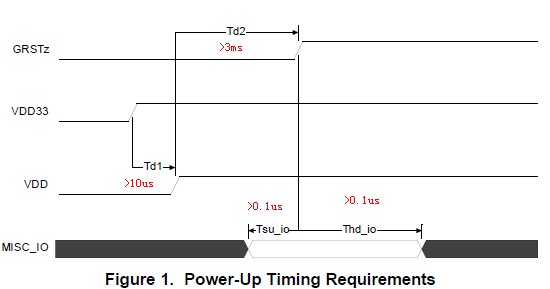 Td2
GRSTz
>3ms
VDD33
Td1
VDD
>10us
>0.1us
>0.1us
Tsu_io
Thd_io
MISC_IO
Figure 1. Power-Up Timing Requirements